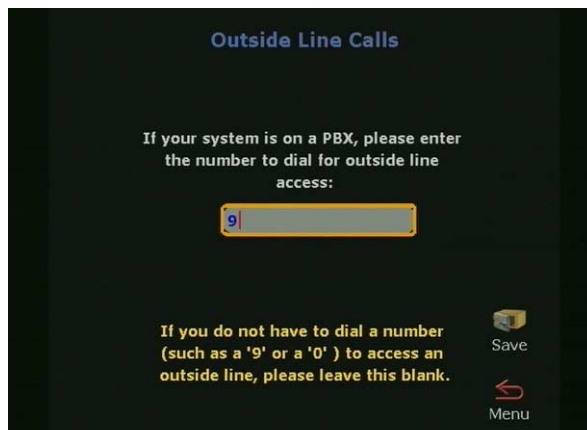 Outside Line Calls
If your system is on a PBX, please enter
the number to dial for outside line
access:
9
If you do not have to dial a number
(such as a '9' or a '0' ) to access an
outside line, please leave this blank.
Save
Menu